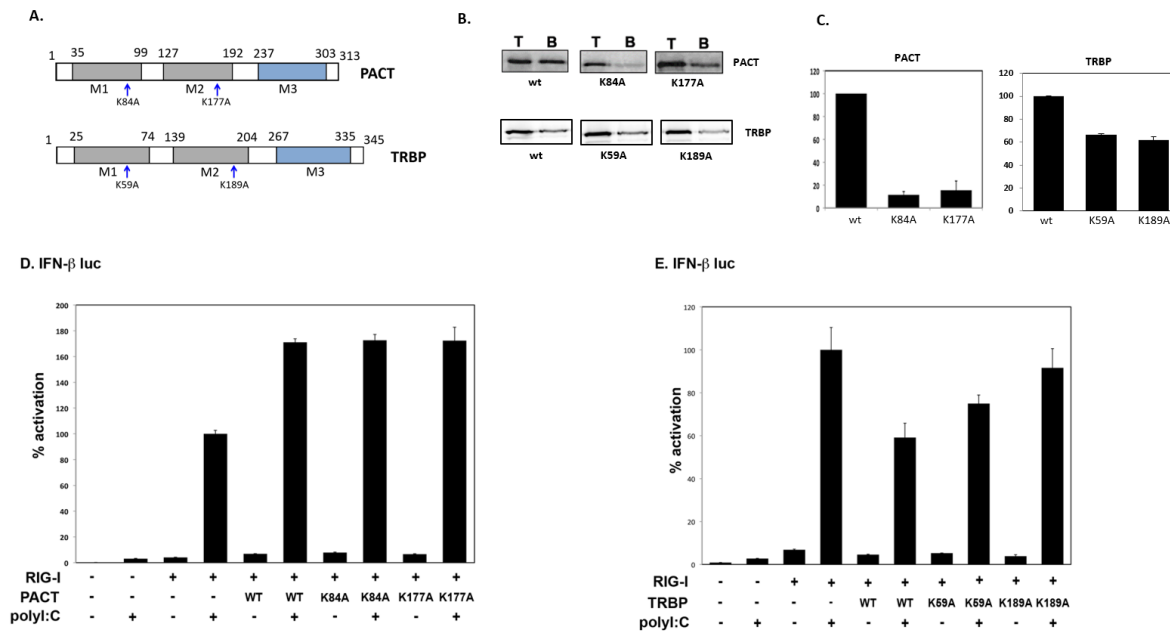 A.
1 35 99 127 192 237 303 313
PACT
M1 M2 M3
K84A K177A
1 25 74 139 204 267 335 345
TRBP
M1 M2 M3
K59A K189A
B.
T B T B T B
PACT
wt K84A K177A
TRBP
wt K59A K189A
C.
PACT
120
100
80
60
40
20
0
wt K84A K177A
TRBP
120
100
80
60
40
20
0
wt K59A K189A
D. IFN-β luc
% activation
200
180
160
140
120
100
80
60
40
20
0
RIG-I - - + + + + + + + +
PACT - - - - WT WT K84A K84A K177A K177A
polyI:C - + - + - + - + - +
E. IFN-β luc
% activation
120
100
80
60
40
20
0
RIG-I - - + + + + + + + +
TRBP - - - - WT WT K59A K59A K189A K189A
polyI:C - + - + - + - + - +